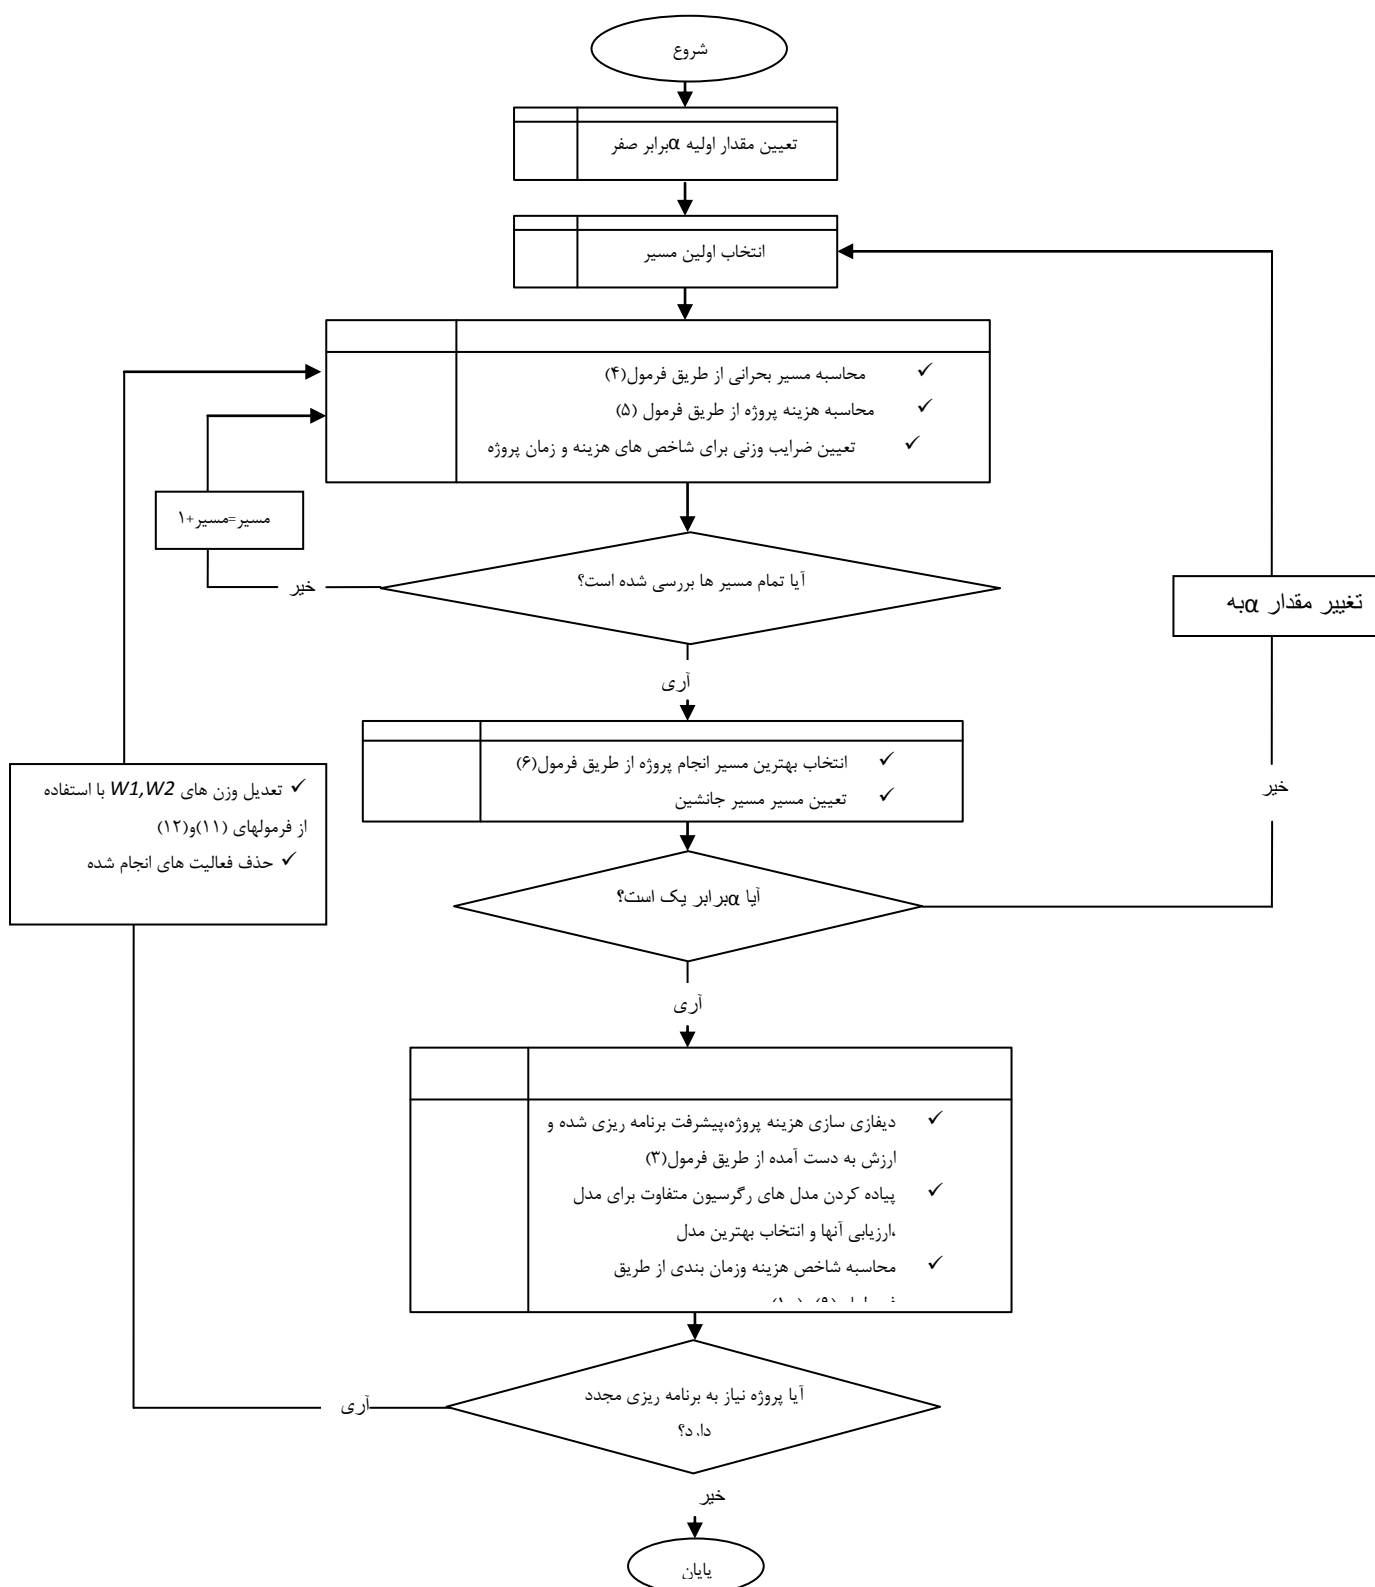 شروع
تعیین مقدار اولیه αبرابر صفر
انتخاب اولین مسیر
✓ محاسبه مسیر بحرانی از طریق فرمول(۴)
✓ محاسبه هزینه پروژه از طریق فرمول (۵)
✓ تعیین ضرایب وزنی برای شاخص های هزینه و زمان پروژه
مسیر=مسیر+۱
آیا تمام مسیر ها بررسی شده است؟
خیر
تغییر مقدار αبه
آری
✓ انتخاب بهترین مسیر انجام پروژه از طریق فرمول(۶)
✓ تعیین مسیر مسیر جانشین
✓ تعدیل وزن های W1,W2 با استفاده
از فرمولهای (۱۱)و(۱۲)
✓ حذف فعالیت های انجام شده
خیر
آیا αبرابر یک است؟
آری
✓ دیفازی سازی هزینه پروژه،پیشرفت برنامه ریزی شده و
ارزش به دست آمده از طریق فرمول(۳)
✓ پیاده کردن مدل های رگرسیون متفاوت برای مدل
،ارزیابی آنها و انتخاب بهترین مدل
✓ محاسبه شاخص هزینه وزمان بندی از طریق
آیا پروژه نیاز به برنامه ریزی مجدد
دارد؟
آری
خیر
پایان